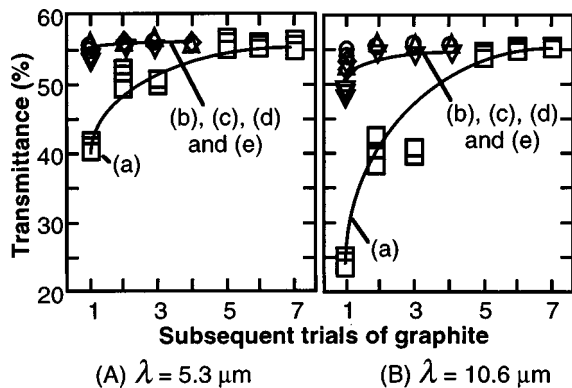 Transmittance (%)
60
50
40
30
20
(b), (c), (d)
and (e)
(a)
1 3 5 7
(b), (c), (d)
and (e)
(a)
1 3 5 7
Subsequent trials of graphite
(A) λ = 5.3 μm
(B) λ = 10.6 μm